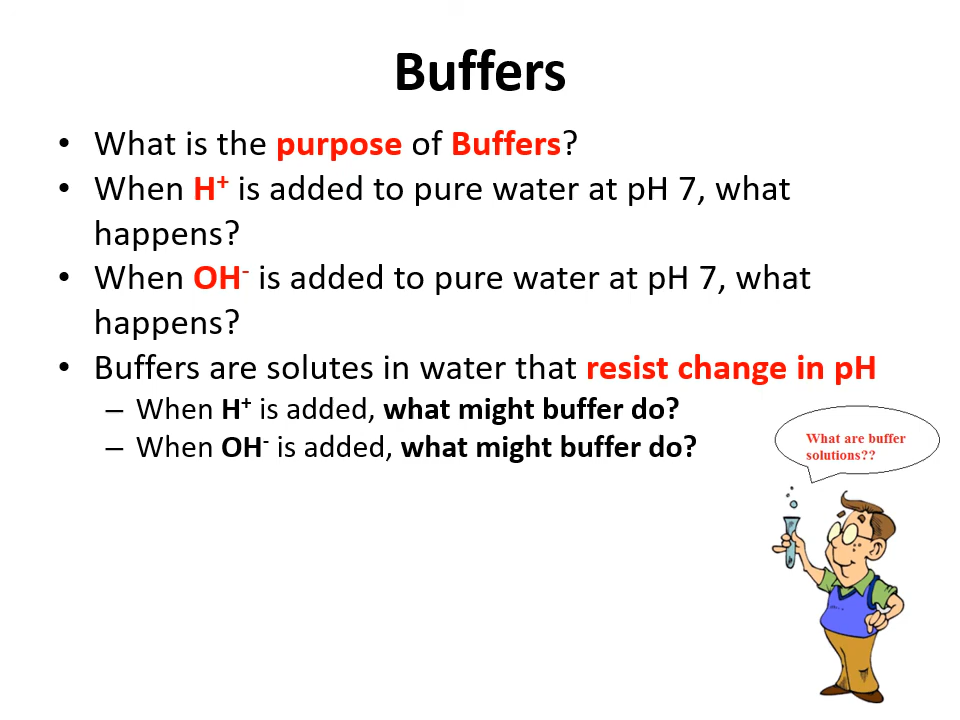 Buffers
• What is the purpose of Buffers?
• When H⁺ is added to pure water at pH 7, what
happens?
• When OH⁻ is added to pure water at pH 7, what
happens?
• Buffers are solutes in water that resist change in pH
– When H⁺ is added, what might buffer do?
– When OH⁻ is added, what might buffer do?
What are buffer
solutions??